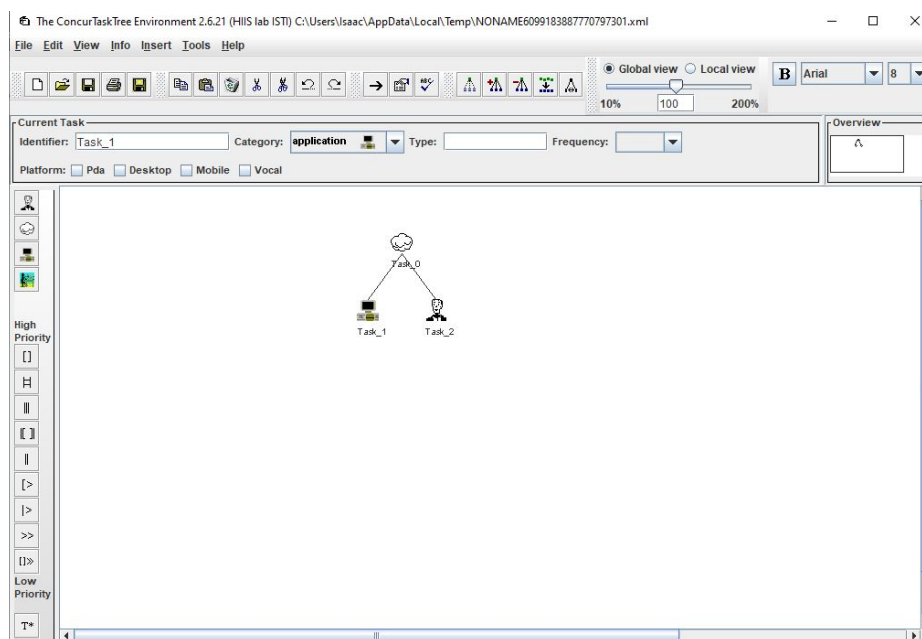 The ConcurTaskTree Environment 2.6.21 (HIIS lab ISTI) C:\Users\Isaac\AppData\Local\Temp\NONAME6099183887770797301.xml
File Edit View Info Insert Tools Help
Global view Local view
10% 100 200%
B Arial 8
Current Task
Identifier: Task_1 Category: application Type: Frequency:
Platform: Pda Desktop Mobile Vocal
Overview
Task_0
Task_1 Task_2
High
Priority
[]
|=|
|||
|[]|
||
[>
|>
>>
[]>>
Low
Priority
T*